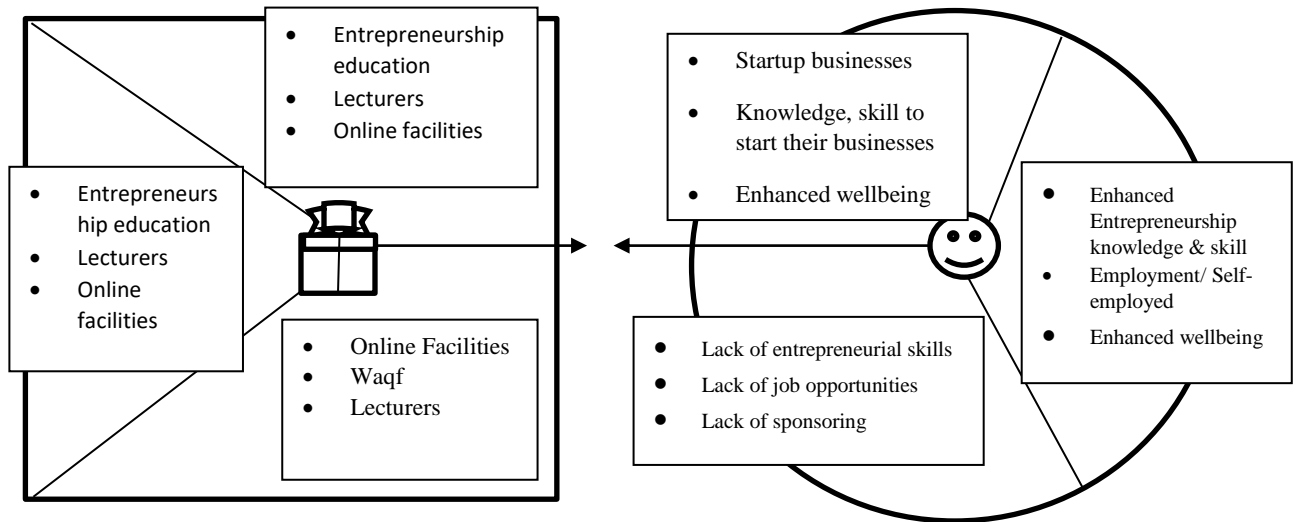 • Entrepreneurship
education
• Lecturers
• Online facilities
• Entrepreneurs
hip education
• Lecturers
• Online
facilities
• Online Facilities
• Waqf
• Lecturers
• Startup businesses
• Knowledge, skill to
start their businesses
• Enhanced wellbeing
• Enhanced
Entrepreneurship
knowledge & skill
• Employment/ Self-
employed
• Enhanced wellbeing
• Lack of entrepreneurial skills
• Lack of job opportunities
• Lack of sponsoring